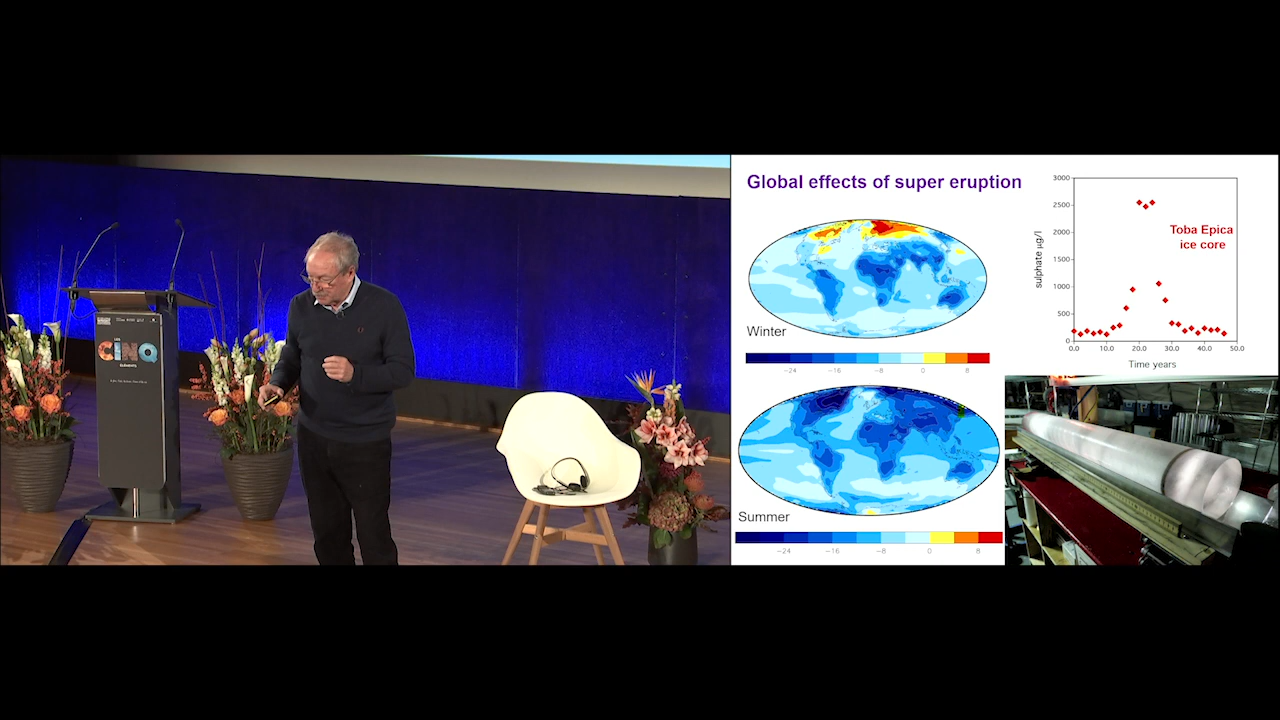 LES
CINQ
ELEMENTS
Global effects of super eruption
Winter
−24 −16 −8 0 8
Summer
−24 −16 −8 0 8
3000
2500
2000
1500
1000
500
0
0.0 10.0 20.0 30.0 40.0 50.0
sulphate µg/l
Time years
Toba Epica
ice core